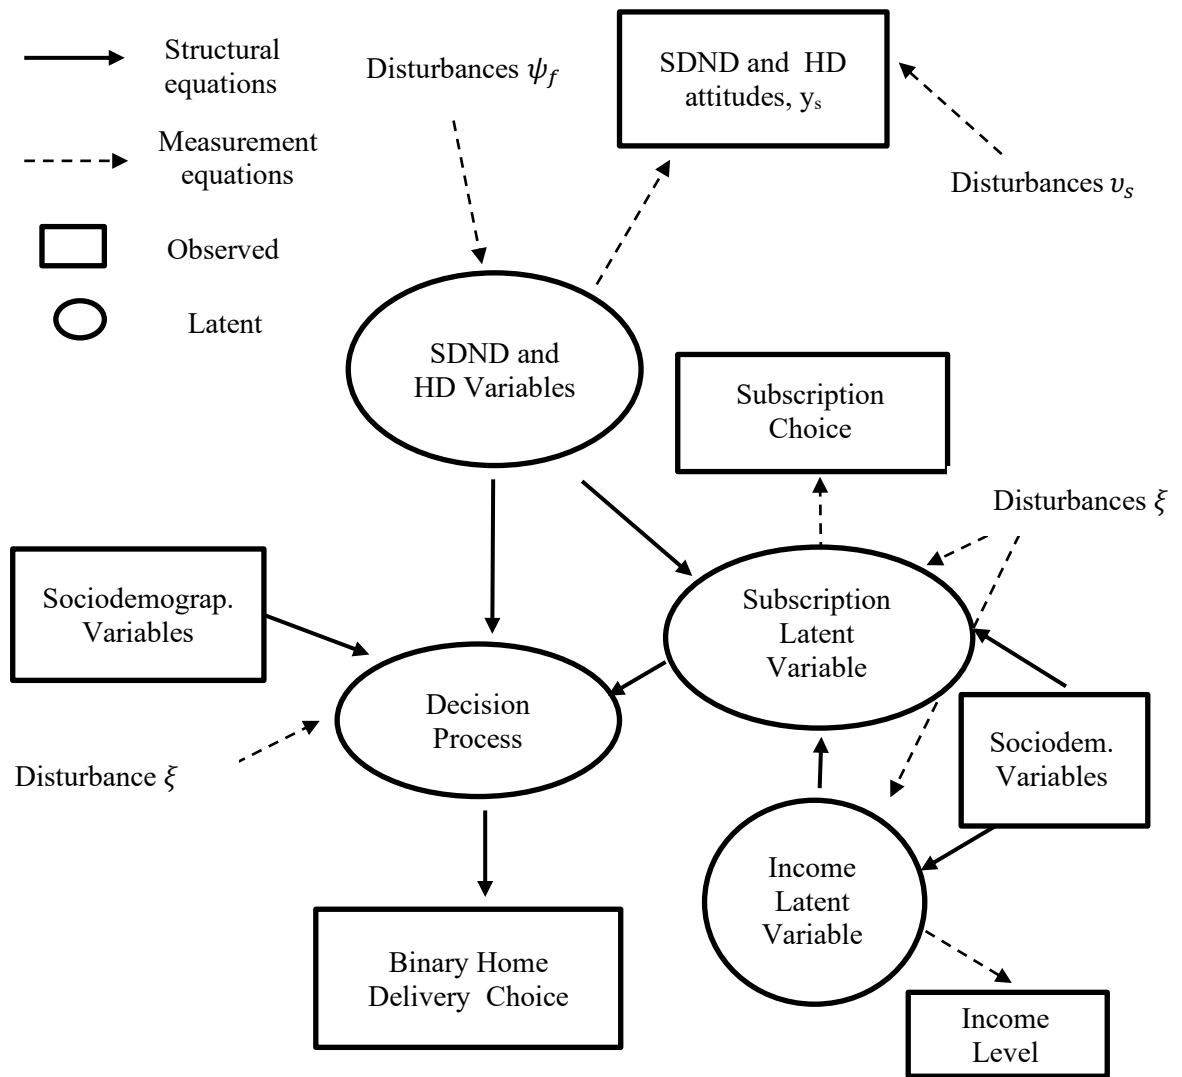 Structural
equations
Measurement
equations
Observed
Latent
Disturbances ψ_f
SDND and HD
attitudes, y_s
Disturbances υ_s
SDND and
HD Variables
Subscription
Choice
Disturbances ξ
Sociodemograp.
Variables
Subscription
Latent
Variable
Decision
Process
Sociodem.
Variables
Disturbance ξ
Income
Latent
Variable
Binary Home
Delivery Choice
Income
Level